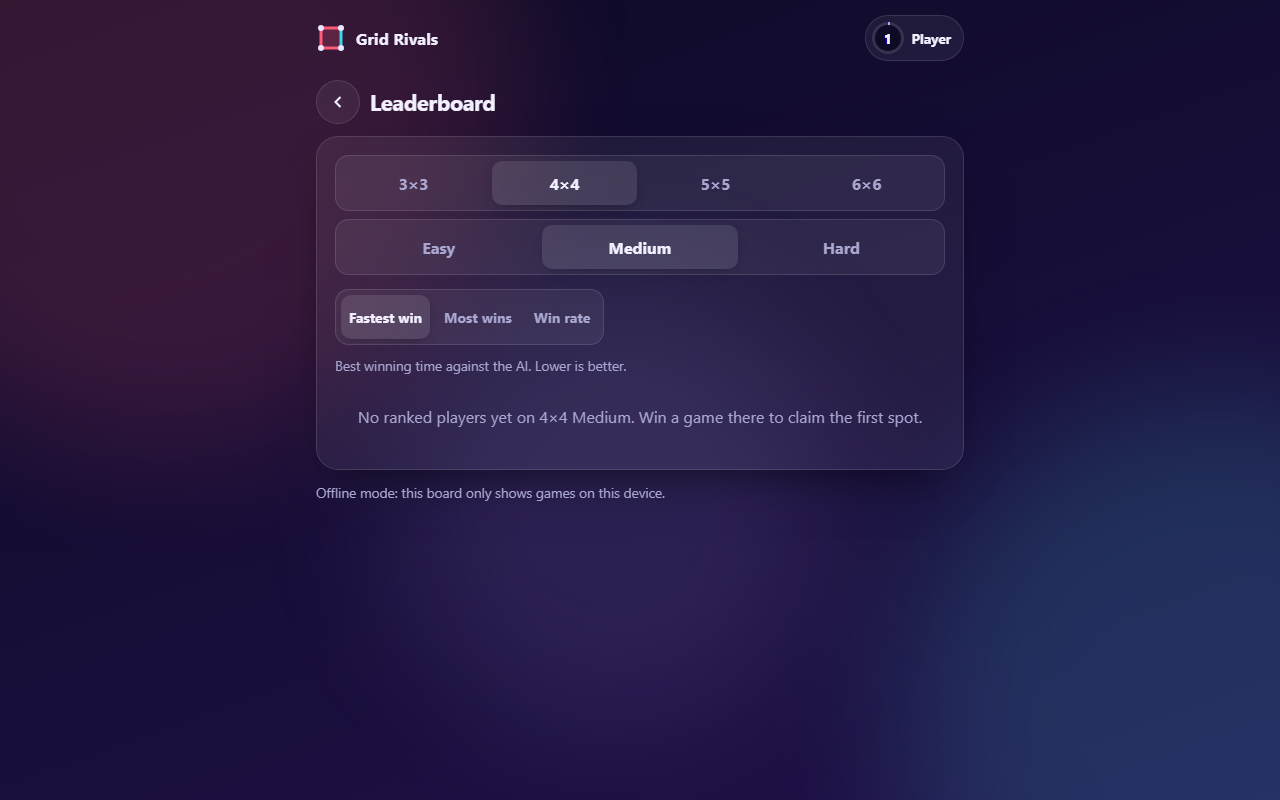 Grid Rivals
1 Player
Leaderboard
3×3 4×4 5×5 6×6
Easy Medium Hard
Fastest win Most wins Win rate
Best winning time against the AI. Lower is better.
No ranked players yet on 4×4 Medium. Win a game there to claim the first spot.
Offline mode: this board only shows games on this device.